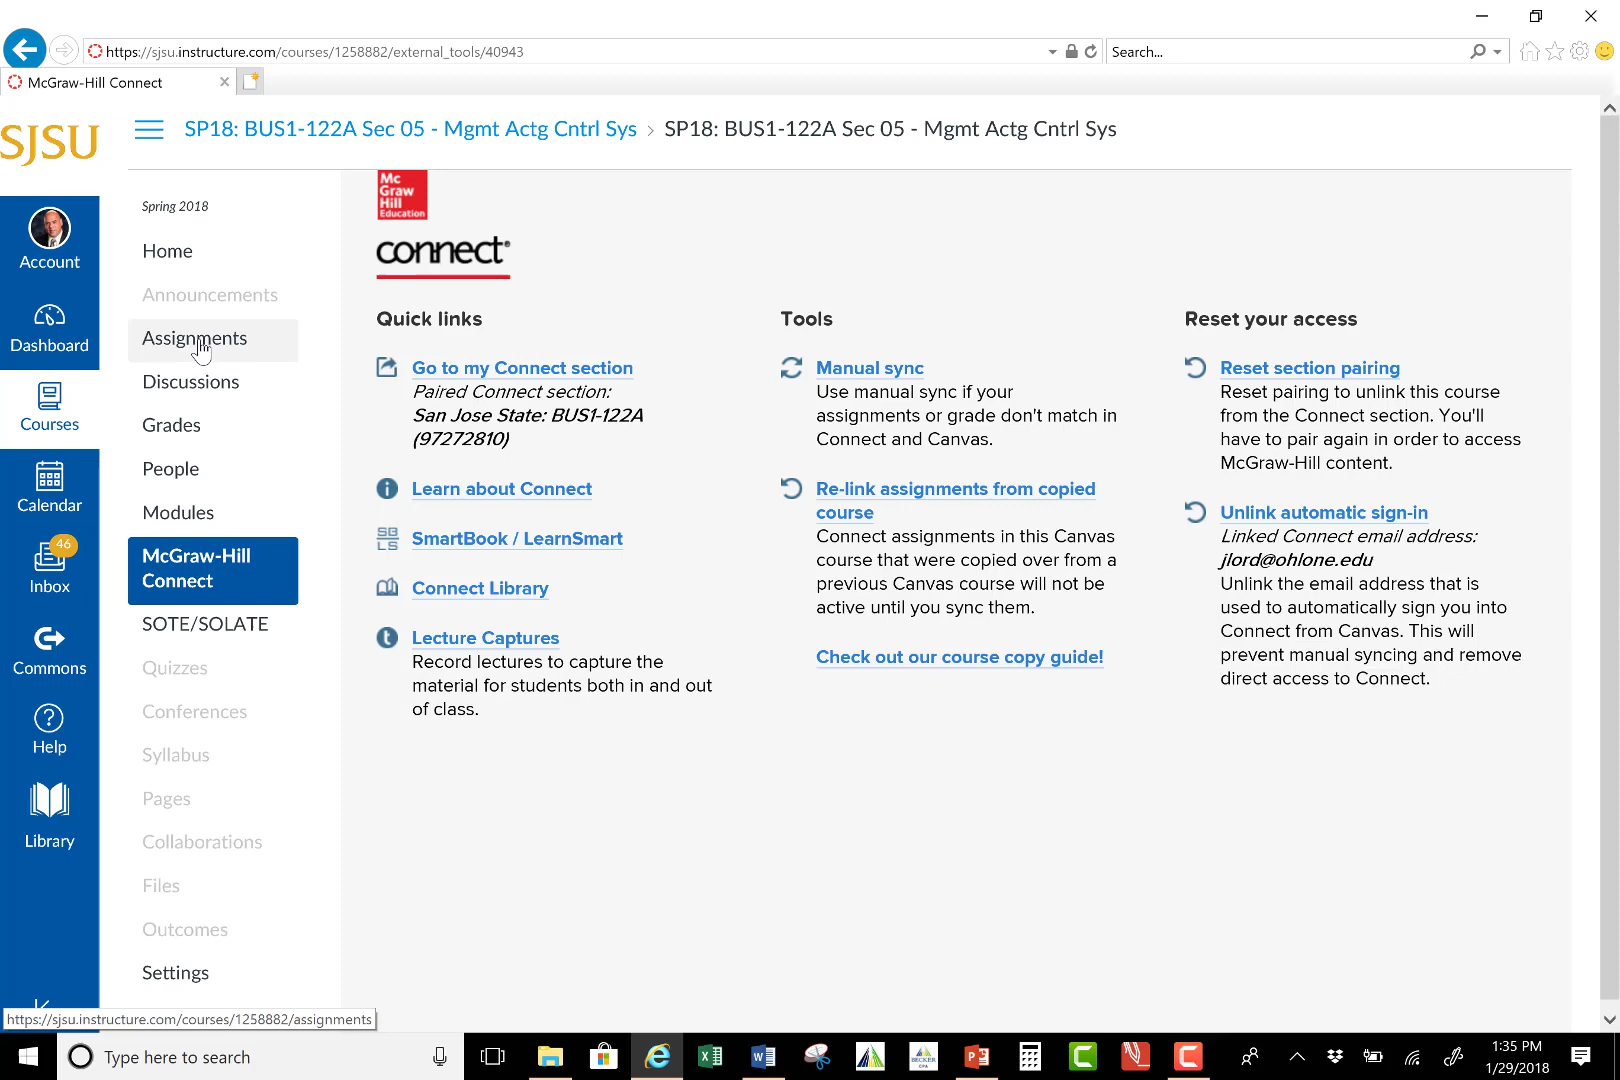 https://sjsu.instructure.com/courses/1258882/external_tools/40943
Search...
McGraw-Hill Connect
SJSU
SP18: BUS1-122A Sec 05 - Mgmt Actg Cntrl Sys › SP18: BUS1-122A Sec 05 - Mgmt Actg Cntrl Sys
Account
Dashboard
Courses
Calendar
46
Inbox
Commons
Help
Library
Spring 2018
Home
Announcements
Assignments
Discussions
Grades
People
Modules
McGraw-Hill
Connect
SOTE/SOLATE
Quizzes
Conferences
Syllabus
Pages
Collaborations
Files
Outcomes
Settings
Mc
Graw
Hill
Education
connect®
Quick links
Go to my Connect section
Paired Connect section:
San Jose State: BUS1-122A
(97272810)
Learn about Connect
SB
LS
SmartBook / LearnSmart
Connect Library
t
Lecture Captures
Record lectures to capture the
material for students both in and out
of class.
Tools
Manual sync
Use manual sync if your
assignments or grade don't match in
Connect and Canvas.
Re-link assignments from copied
course
Connect assignments in this Canvas
course that were copied over from a
previous Canvas course will not be
active until you sync them.
Check out our course copy guide!
Reset your access
Reset section pairing
Reset pairing to unlink this course
from the Connect section. You'll
have to pair again in order to access
McGraw-Hill content.
Unlink automatic sign-in
Linked Connect email address:
jlord@ohlone.edu
Unlink the email address that is
used to automatically sign you into
Connect from Canvas. This will
prevent manual syncing and remove
direct access to Connect.
https://sjsu.instructure.com/courses/1258882/assignments
Type here to search
BECKER
1:35 PM
1/29/2018